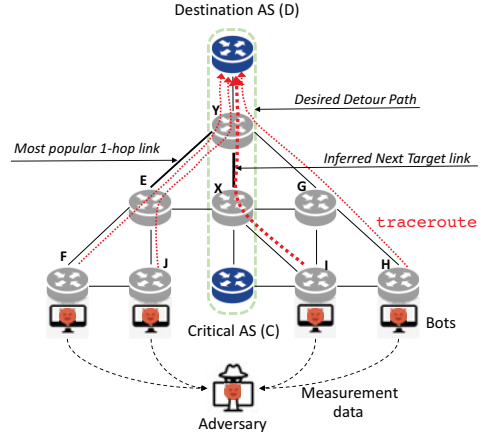 Destination AS (D)
Y
Desired Detour Path
Most popular 1-hop link
Inferred Next Target link
E
X
G
traceroute
F
J
I
H
Bots
Critical AS (C)
Measurement
data
Adversary